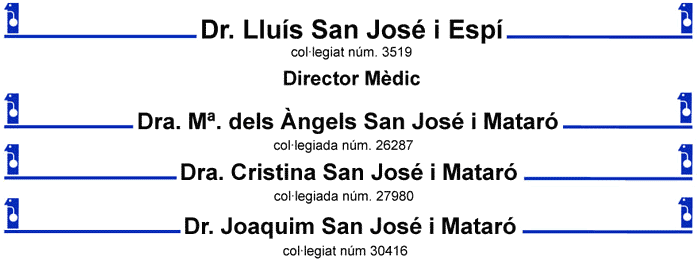 Dr. Lluís San José i Espí
col·legiat núm. 3519
Director Mèdic
Dra. Mª. dels Àngels San José i Mataró
col·legiada núm. 26287
Dra. Cristina San José i Mataró
col·legiada núm. 27980
Dr. Joaquim San José i Mataró
col·legiat núm 30416